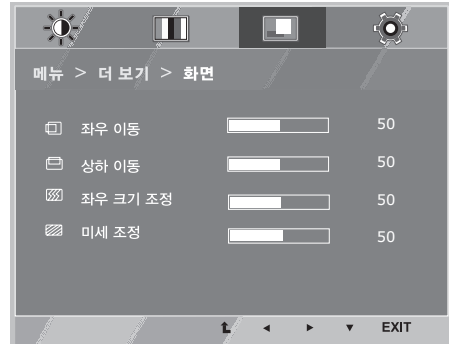 메뉴 > 더 보기 > 화면
좌우 이동 50
상하 이동 50
좌우 크기 조정 50
미세 조정 50
EXIT